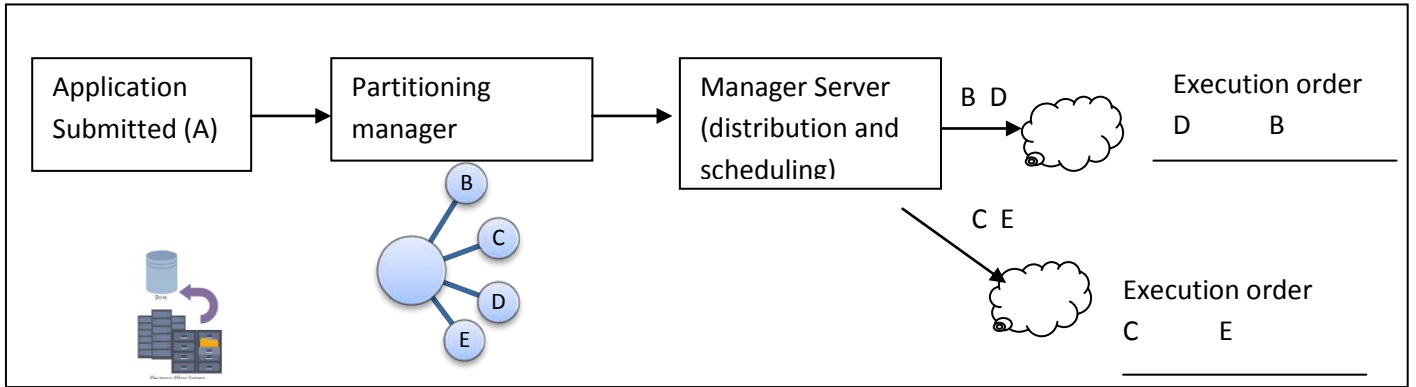 Application
Submitted (A)
Partitioning
manager
Manager Server
(distribution and
scheduling)
B D
Execution order
D B
B
C
D
E
C E
Execution order
C E